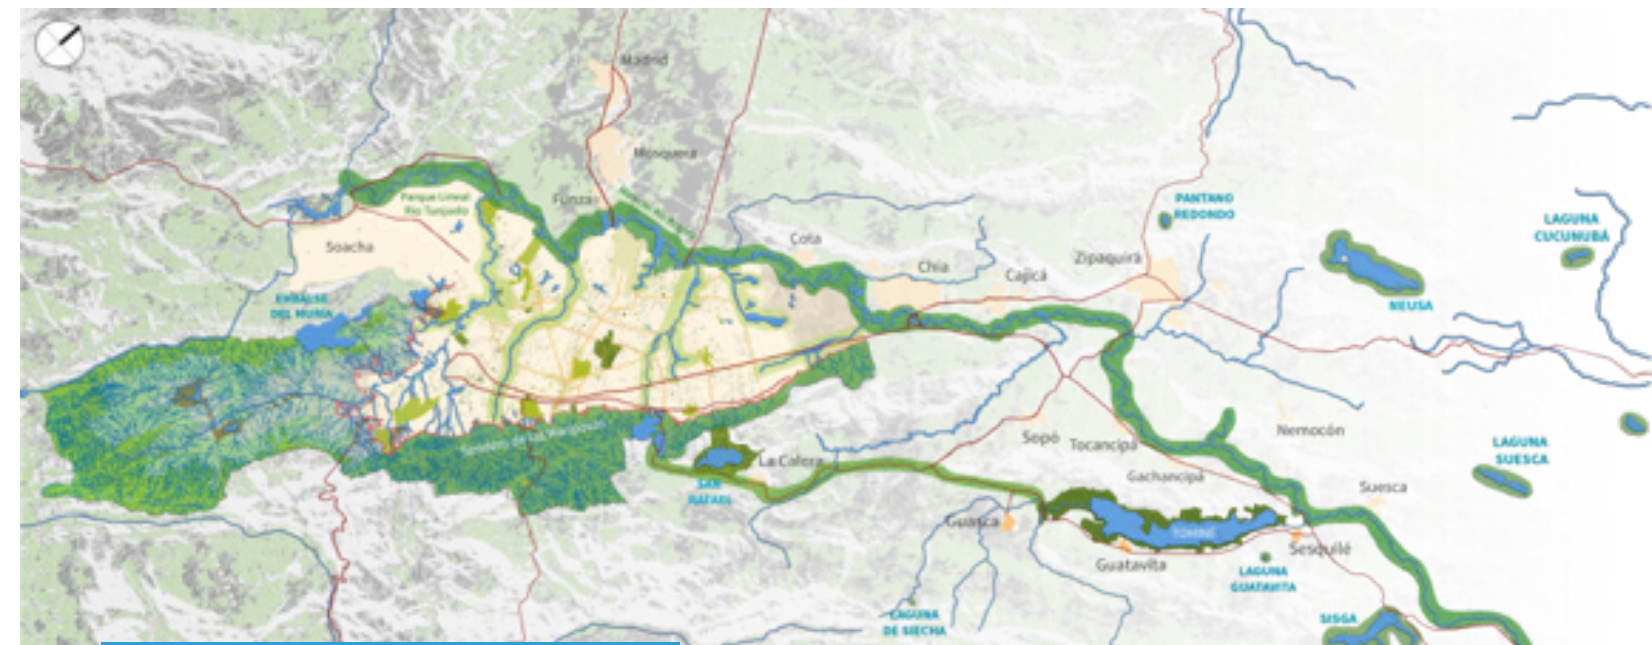 Madrid
Mosquera
Funza
Parque Lineal
Río Tunjuelo
Soacha
EMBALSE
DEL MUÑA
Cota
Chía
Cajicá
Zipaquirá
PANTANO
REDONDO
LAGUNA
CUCUNUBÁ
NEUSA
Sopó
Tocancipá
Nemocón
LAGUNA
SUESCA
Gachancipá
Suesca
La Calera
SAN
RAFAEL
Guasca
TOMINÉ
Sesquilé
Guatavita
LAGUNA
GUATAVITA
LAGUNA
DE SIECHA
SISGA